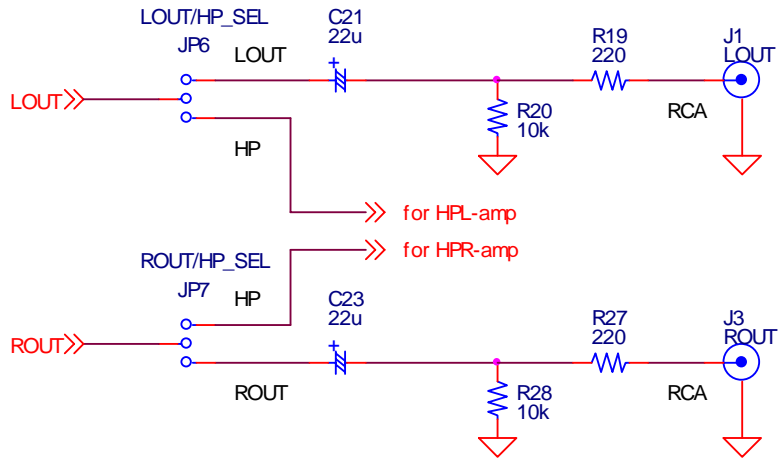 LOUT/HP_SEL
JP6
LOUT
C21
22u
+
R19
220
J1
LOUT
LOUT
R20
10k
RCA
HP
for HPL-amp
for HPR-amp
ROUT/HP_SEL
JP7
HP
C23
22u
+
R27
220
J3
ROUT
ROUT
ROUT
R28
10k
RCA